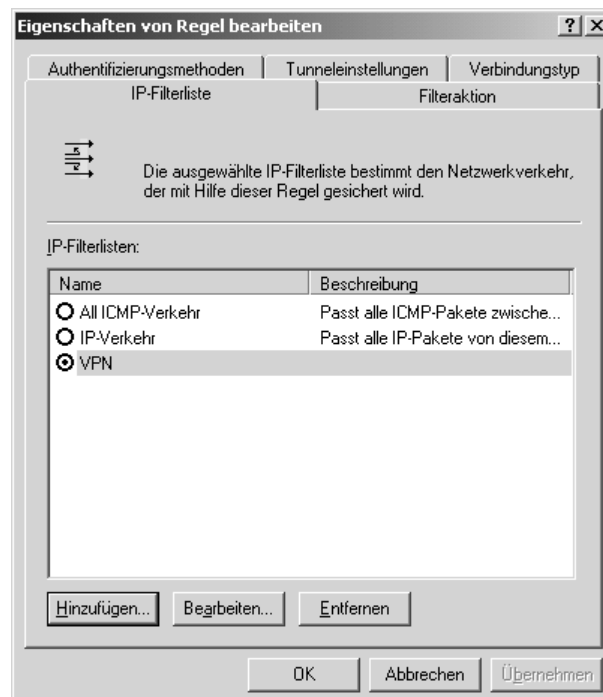 Eigenschaften von Regel bearbeiten
Authentifizierungsmethoden Tunneleinstellungen Verbindungstyp
IP-Filterliste Filteraktion
Die ausgewählte IP-Filterliste bestimmt den Netzwerkverkehr,
der mit Hilfe dieser Regel gesichert wird.
IP-Filterlisten:
Name Beschreibung
All ICMP-Verkehr Passt alle ICMP-Pakete zwische...
IP-Verkehr Passt alle IP-Pakete von diesem...
VPN
Hinzufügen... Bearbeiten... Entfernen
OK Abbrechen Übernehmen